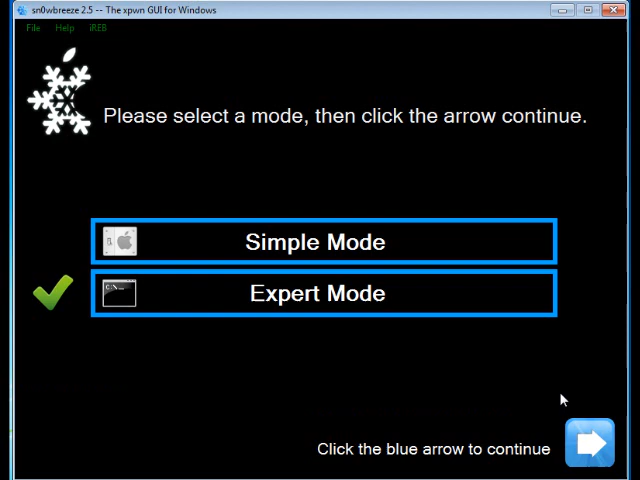 sn0wbreeze 2.5 -- The xpwn GUI for Windows
File Help iREB
Please select a mode, then click the arrow continue.
Simple Mode
C:\._
Expert Mode
Click the blue arrow to continue